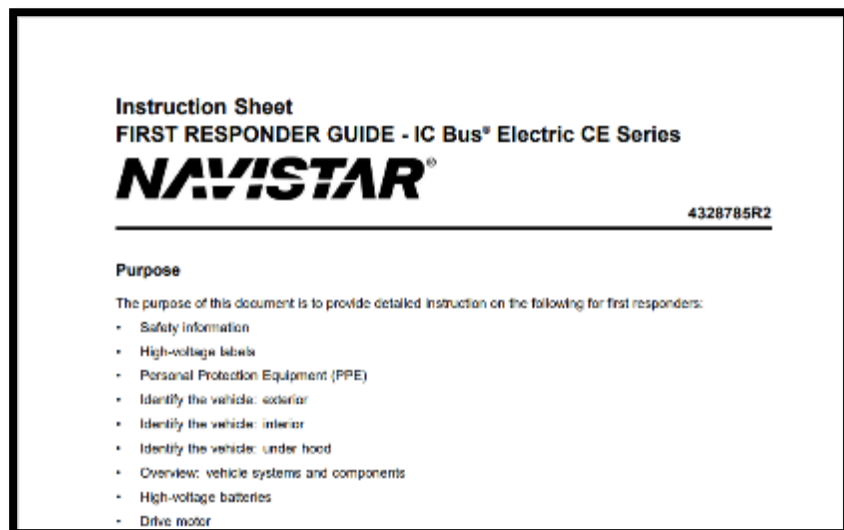 Instruction Sheet
FIRST RESPONDER GUIDE - IC Bus® Electric CE Series
NAVISTAR®
4328785R2
Purpose
The purpose of this document is to provide detailed instruction on the following for first responders:
• Safety information
• High-voltage labels
• Personal Protection Equipment (PPE)
• Identify the vehicle: exterior
• Identify the vehicle: interior
• Identify the vehicle: under hood
• Overview: vehicle systems and components
• High-voltage batteries
• Drive motor